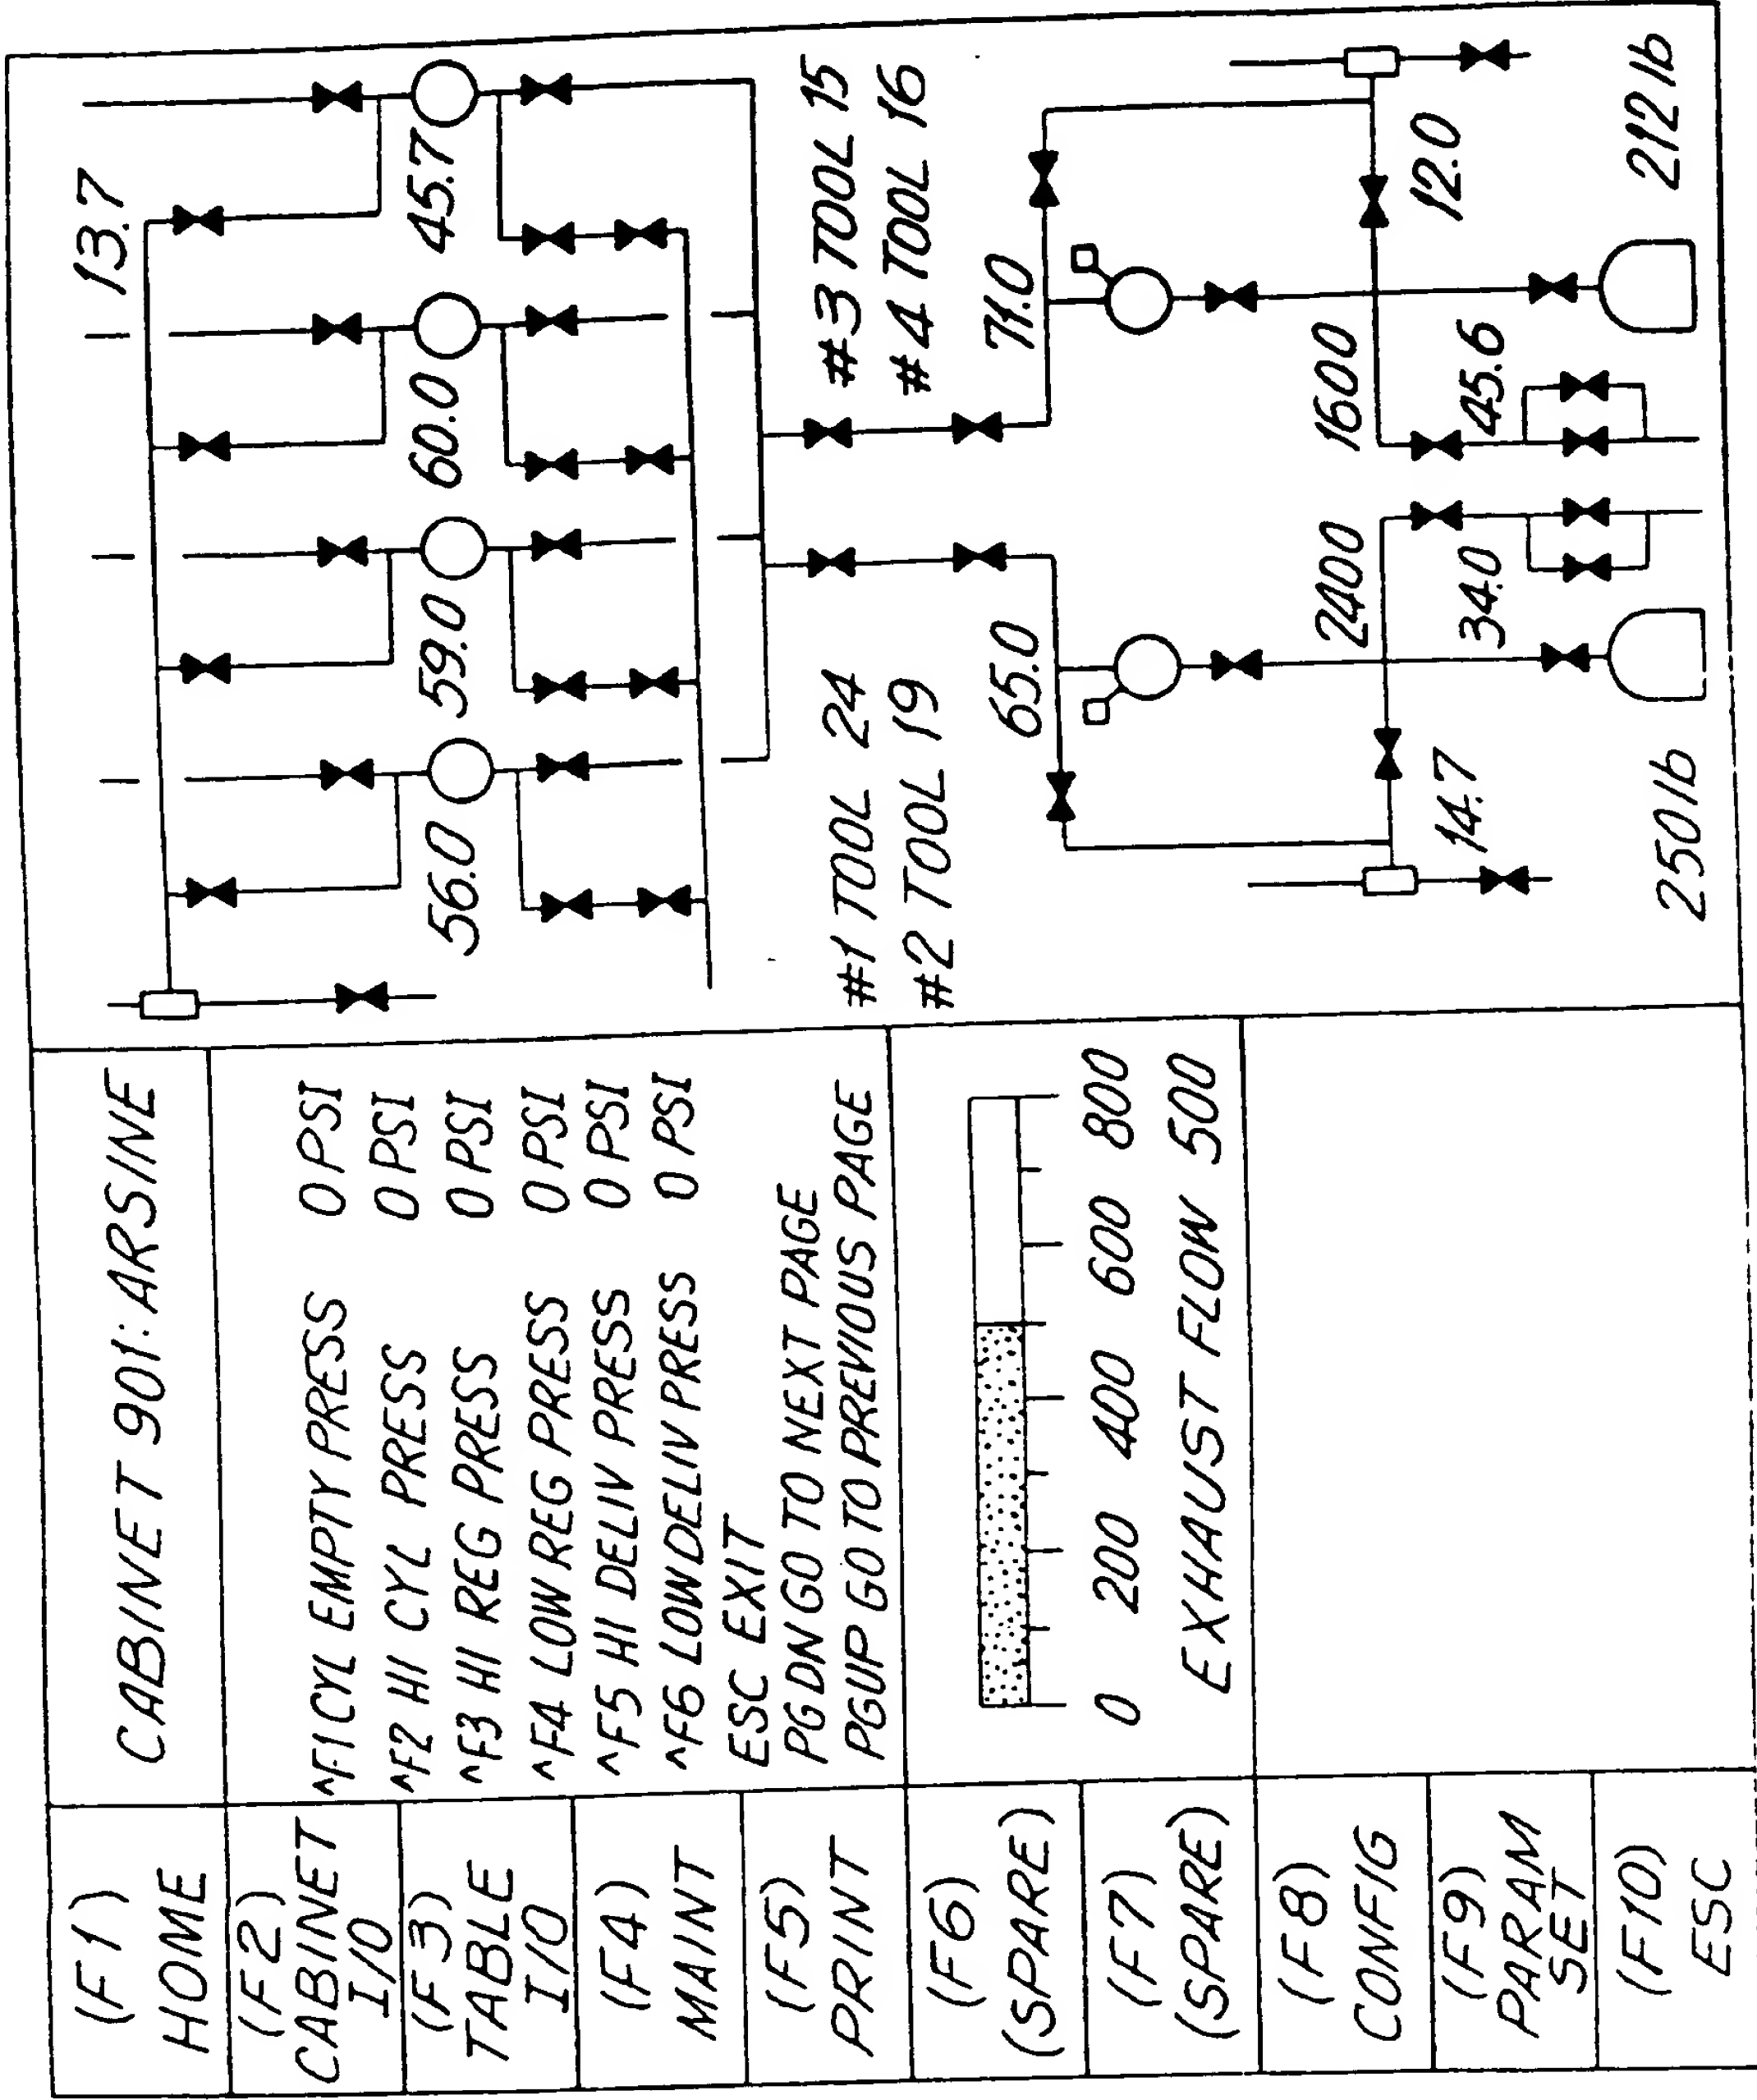 (F1)
HOME
(F2)
CABINET
I/O
(F3)
TABLE
I/O
(F4)
MAINT
(F5)
PRINT
(F6)
(SPARE)
(F7)
(SPARE)
(F8)
CONFIG
(F9)
PARAM
SET
(F10)
ESC
CABINET 901: ARSINE
^F1 CYL EMPTY PRESS 0 PSI
^F2 HI CYL PRESS 0 PSI
^F3 HI REG PRESS 0 PSI
^F4 LOW REG PRESS 0 PSI
^F5 HI DELIV PRESS 0 PSI
^F6 LOW DELIV PRESS 0 PSI
ESC EXIT
PG DN GO TO NEXT PAGE
PGUP GO TO PREVIOUS PAGE
0 200 400 600 800
EXHAUST FLOW 500
13.7
56.0 59.0 60.0 45.7
#1 TOOL 24 #3 TOOL 15
#2 TOOL 19 #4 TOOL 16
65.0 71.0
2400 1600
14.7 34.0 45.6 12.0
250 lb 212 lb